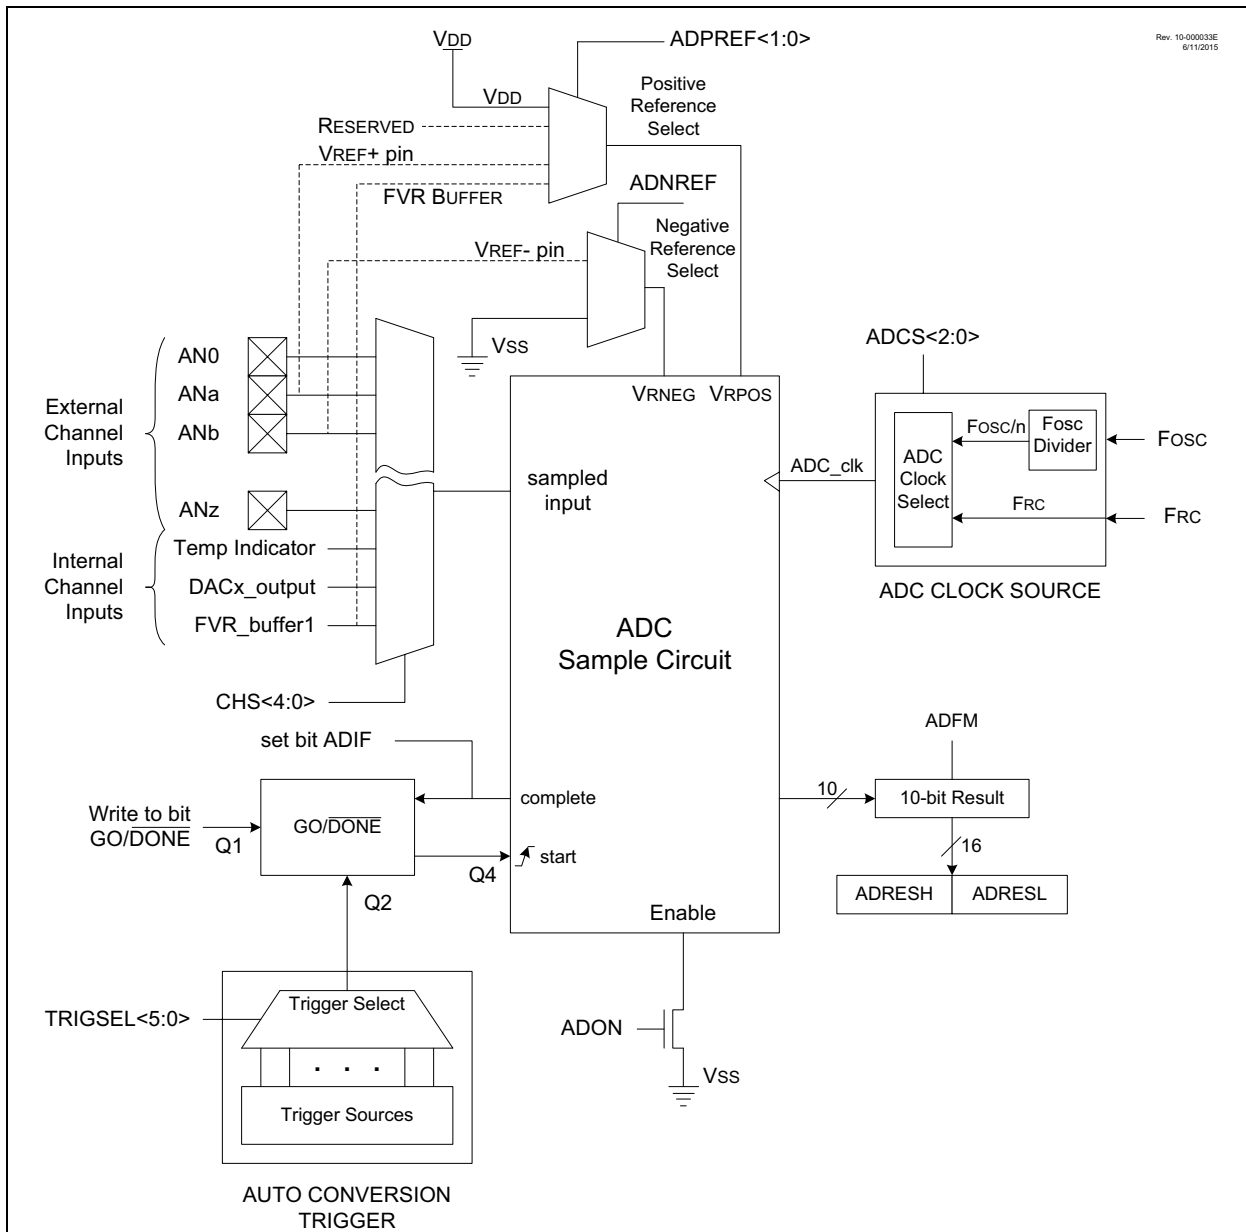 Rev. 10-000033E
6/11/2015
VDD
ADPREF<1:0>
VDD
Positive
Reference
Select
RESERVED
VREF+ pin
FVR BUFFER
ADNREF
Negative
Reference
Select
VREF- pin
VSS
External
Channel
Inputs
AN0
ANa
ANb
ANz
Internal
Channel
Inputs
Temp Indicator
DACx_output
FVR_buffer1
CHS<4:0>
VRNEG VRPOS
sampled
input
ADC_clk
ADC
Sample Circuit
ADCS<2:0>
ADC
Clock
Select
FOSC/n
Fosc
Divider
FOSC
FRC
FRC
ADC CLOCK SOURCE
set bit ADIF
complete
Write to bit
GO/DONE
Q1
GO/DONE
Q4
start
Q2
Enable
ADFM
10
10-bit Result
16
ADRESH ADRESL
TRIGSEL<5:0>
Trigger Select
. . .
Trigger Sources
AUTO CONVERSION
TRIGGER
ADON
VSS